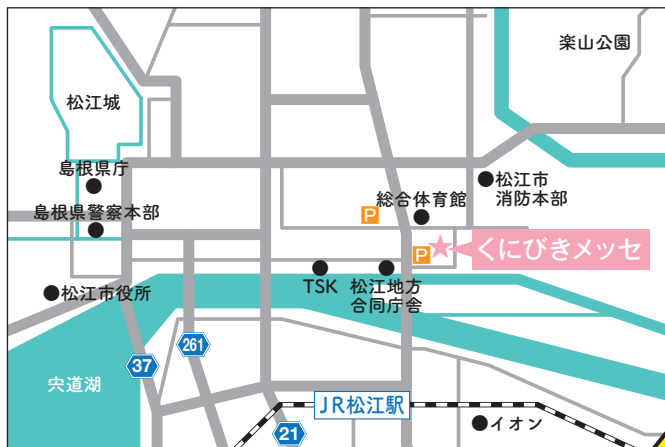 楽山公園
松江城
島根県庁
松江市
消防本部
総合体育館
島根県警察本部
P
P
くにびきメッセ
TSK
松江地方
合同庁舎
松江市役所
261
37
宍道湖
JR松江駅
イオン
21